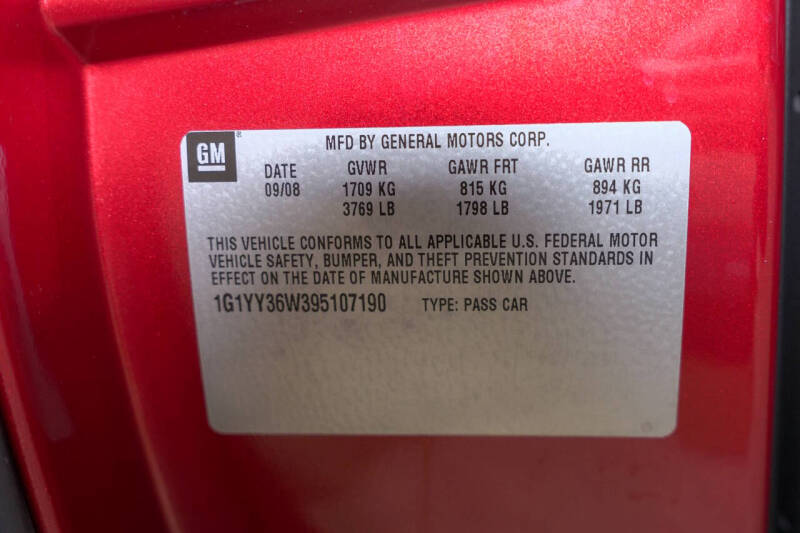 MFD BY GENERAL MOTORS CORP.
GM®
DATE GVWR GAWR FRT GAWR RR
09/08 1709 KG 815 KG 894 KG
3769 LB 1798 LB 1971 LB
THIS VEHICLE CONFORMS TO ALL APPLICABLE U.S. FEDERAL MOTOR
VEHICLE SAFETY, BUMPER, AND THEFT PREVENTION STANDARDS IN
EFFECT ON THE DATE OF MANUFACTURE SHOWN ABOVE.
1G1YY36W395107190 TYPE: PASS CAR